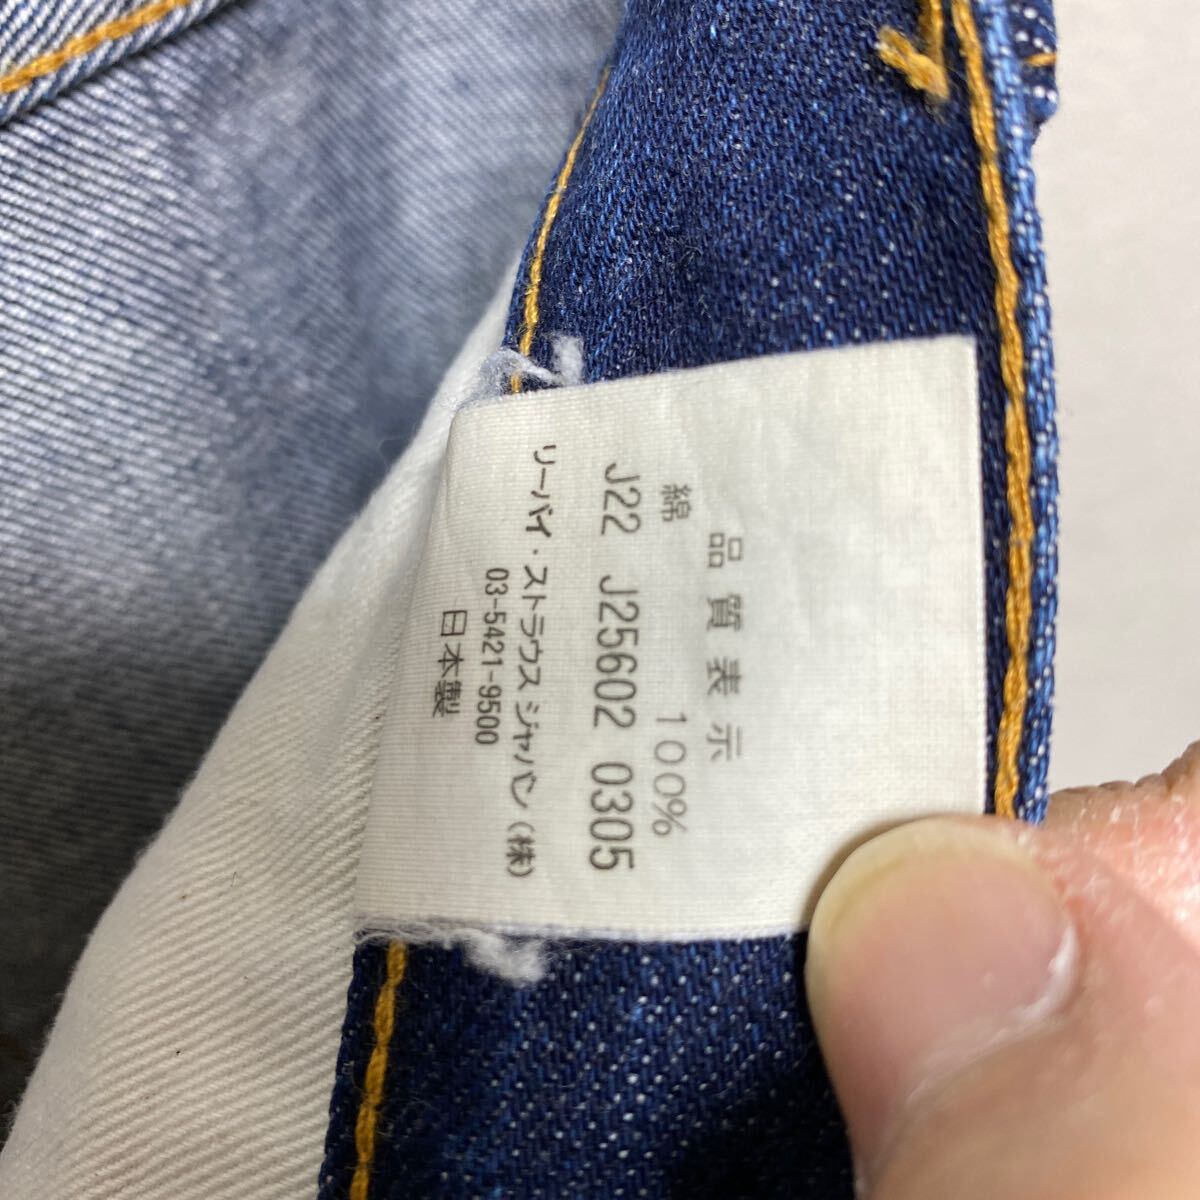 品質表示
綿 100%
J22 J25602 0305
リーバイ・ストラウス ジャパン(株)
03-5421-9500
日本製